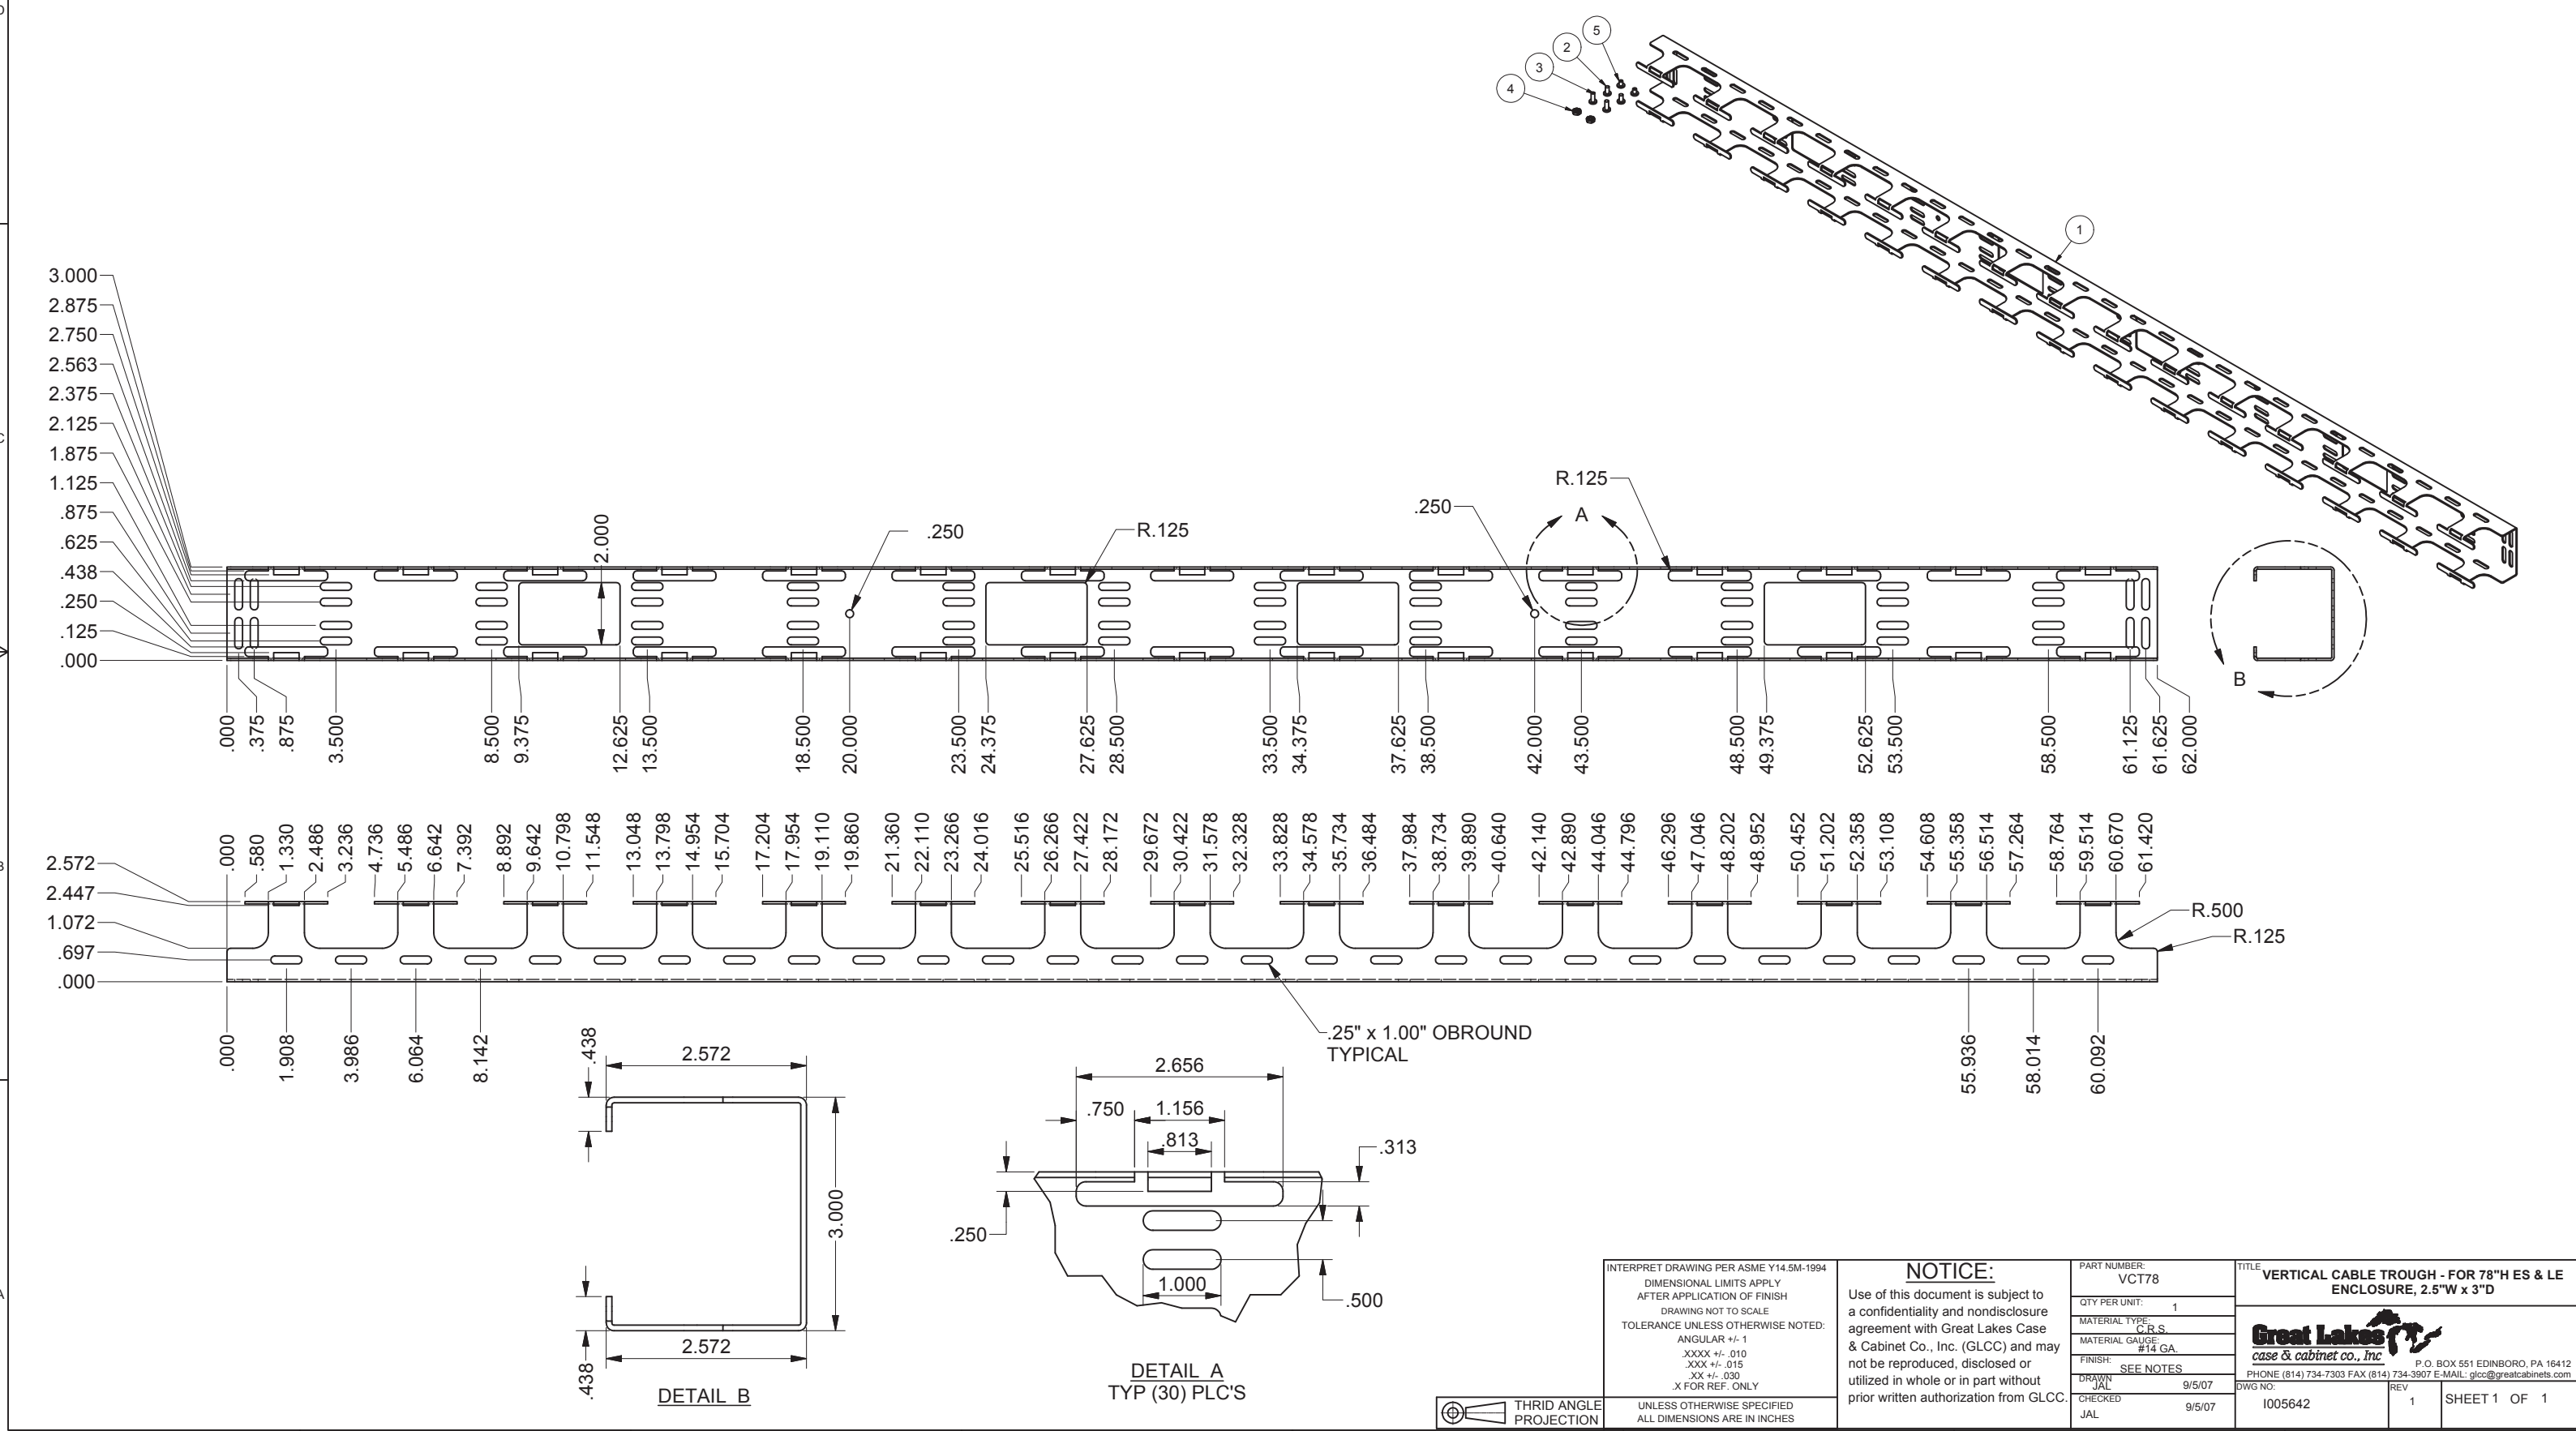 D
C
B
A
5
2
3
4
1
3.000
2.875
2.750
2.563
2.375
2.125
1.875
1.125
.875
.625
.438
.250
.125
.000
2.000
.250
R.125
.250
A
R.125
B
.000
.375
.875
3.500
8.500
9.375
12.625
13.500
18.500
20.000
23.500
24.375
27.625
28.500
33.500
34.375
37.625
38.500
42.000
43.500
48.500
49.375
52.625
53.500
58.500
61.125
61.625
62.000
2.572
2.447
1.072
.697
.000
.000
.580
1.330
2.486
3.236
4.736
5.486
6.642
7.392
8.892
9.642
10.798
11.548
13.048
13.798
14.954
15.704
17.204
17.954
19.110
19.860
21.360
22.110
23.266
24.016
25.516
26.266
27.422
28.172
29.672
30.422
31.578
32.328
33.828
34.578
35.734
36.484
37.984
38.734
39.890
40.640
42.140
42.890
44.046
44.796
46.296
47.046
48.202
48.952
50.452
51.202
52.358
53.108
54.608
55.358
56.514
57.264
58.764
59.514
60.670
61.420
R.500
R.125
.000
1.908
3.986
6.064
8.142
55.936
58.014
60.092
.25" x 1.00" OBROUND
TYPICAL
.438
2.572
3.000
.438
2.572
DETAIL B
2.656
.750
1.156
.813
.313
.250
1.000
.500
DETAIL A
TYP (30) PLC'S
THRID ANGLE
PROJECTION
INTERPRET DRAWING PER ASME Y14.5M-1994
DIMENSIONAL LIMITS APPLY
AFTER APPLICATION OF FINISH
DRAWING NOT TO SCALE
TOLERANCE UNLESS OTHERWISE NOTED:
ANGULAR +/- 1
.XXXX +/- .010
.XXX +/- .015
.XX +/- .030
.X FOR REF. ONLY
UNLESS OTHERWISE SPECIFIED
ALL DIMENSIONS ARE IN INCHES
NOTICE:
Use of this document is subject to
a confidentiality and nondisclosure
agreement with Great Lakes Case
& Cabinet Co., Inc. (GLCC) and may
not be reproduced, disclosed or
utilized in whole or in part without
prior written authorization from GLCC.
PART NUMBER:
VCT78
QTY PER UNIT:
1
MATERIAL TYPE:
C.R.S.
MATERIAL GAUGE:
#14 GA.
FINISH:
SEE NOTES
DRAWN
JAL 9/5/07
CHECKED
JAL 9/5/07
TITLE
VERTICAL CABLE TROUGH - FOR 78"H ES & LE
ENCLOSURE, 2.5"W x 3"D
Great Lakes
case & cabinet co., Inc
P.O. BOX 551 EDINBORO, PA 16412
PHONE (814) 734-7303 FAX (814) 734-3907 E-MAIL: glcc@greatcabinets.com
DWG NO:
I005642
REV
1
SHEET 1 OF 1